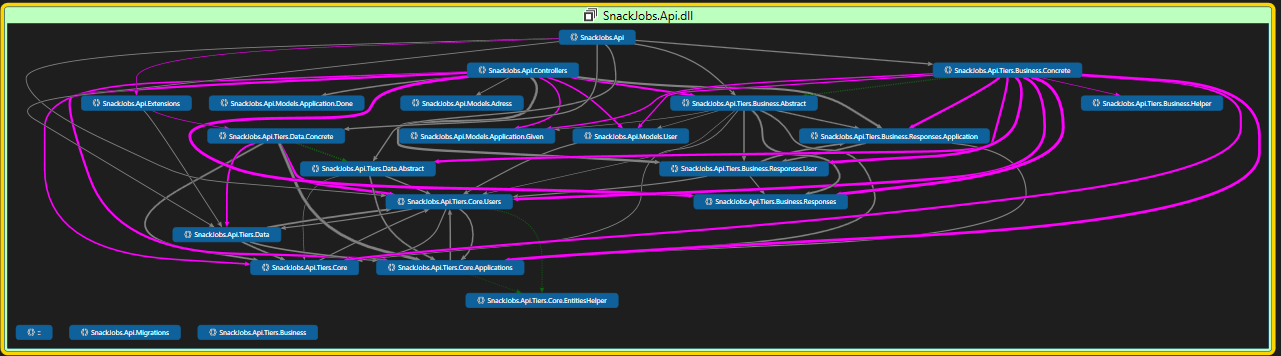 SnackJobs.Api.dll
SnackJobs.Api
SnackJobs.Api.Controllers
SnackJobs.Api.Tiers.Business.Concrete
SnackJobs.Api.Extensions
SnackJobs.Api.Models.Application.Done
SnackJobs.Api.Models.Adress
SnackJobs.Api.Tiers.Business.Abstract
SnackJobs.Api.Tiers.Business.Helper
SnackJobs.Api.Tiers.Data.Concrete
SnackJobs.Api.Models.Application.Given
SnackJobs.Api.Models.User
SnackJobs.Api.Tiers.Business.Responses.Application
SnackJobs.Api.Tiers.Data.Abstract
SnackJobs.Api.Tiers.Business.Responses.User
SnackJobs.Api.Tiers.Core.Users
SnackJobs.Api.Tiers.Business.Responses
SnackJobs.Api.Tiers.Data
SnackJobs.Api.Tiers.Core
SnackJobs.Api.Tiers.Core.Applications
SnackJobs.Api.Tiers.Core.EntitiesHelper
SnackJobs.Api.Migrations
SnackJobs.Api.Tiers.Business